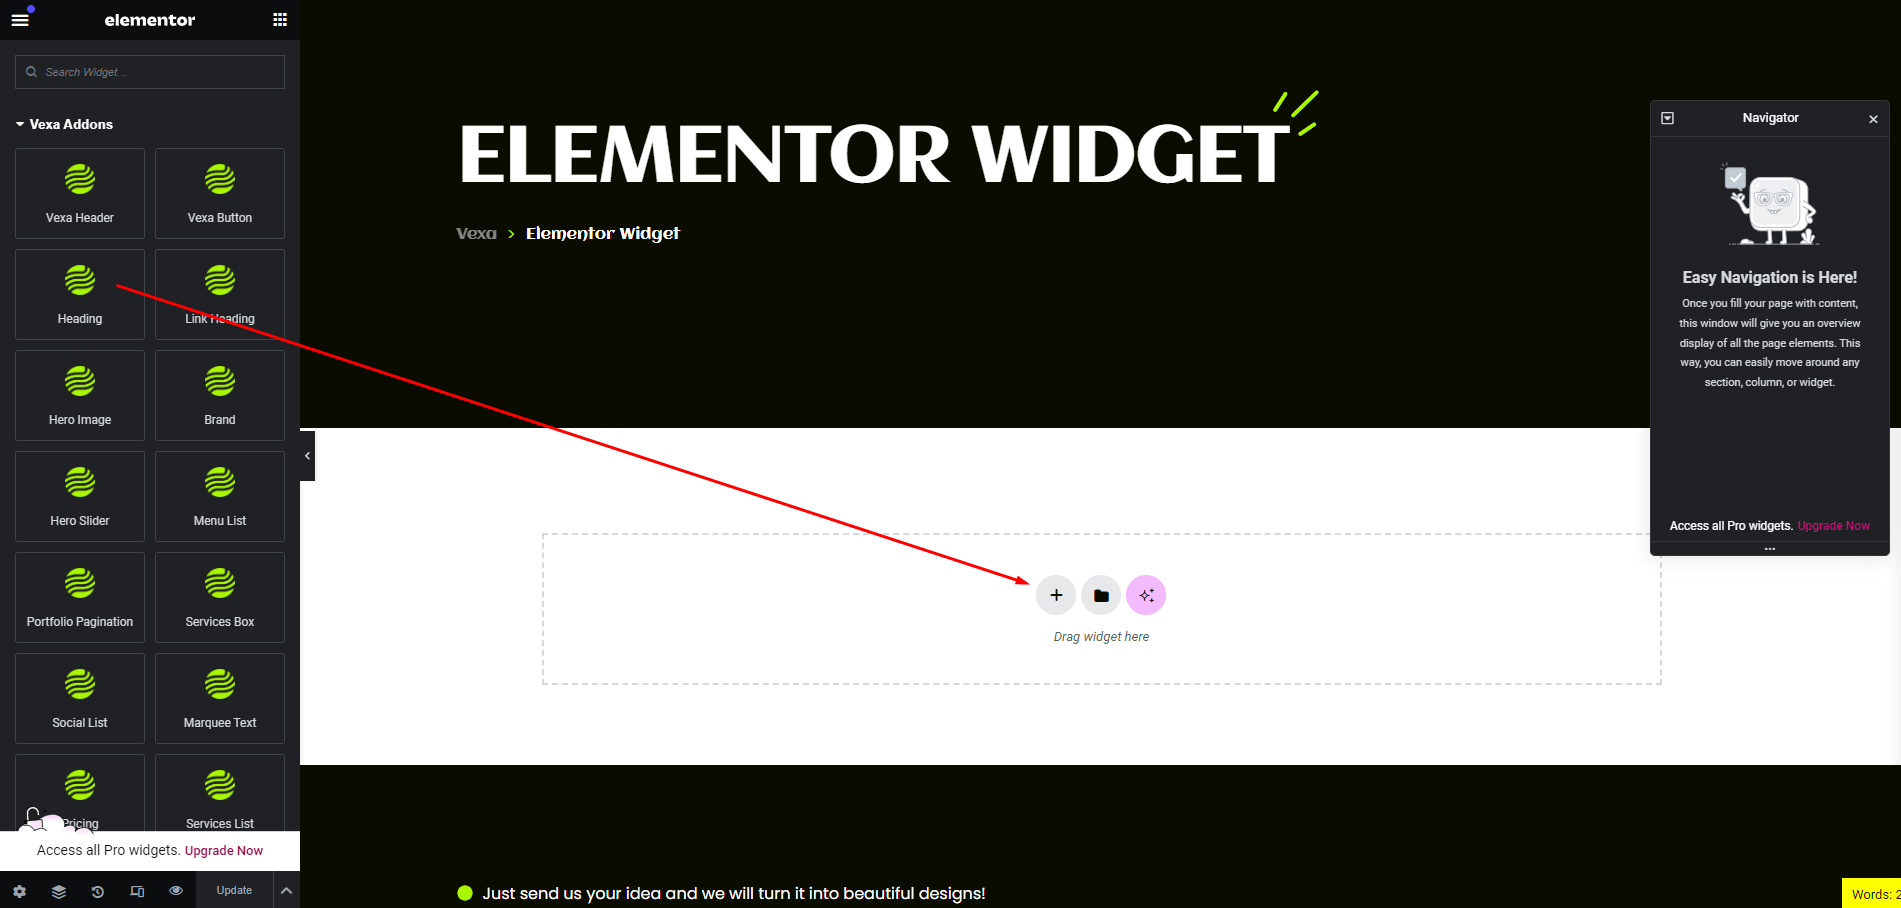 elementor
Search Widget...
Vexa Addons
Vexa Header
Vexa Button
Heading
Link Heading
Hero Image
Brand
Hero Slider
Menu List
Portfolio Pagination
Services Box
Social List
Marquee Text
Pricing
Services List
Access all Pro widgets. Upgrade Now
Update
ELEMENTOR WIDGET
Vexa > Elementor Widget
Drag widget here
Just send us your idea and we will turn it into beautiful designs!
Navigator
Easy Navigation is Here!
Once you fill your page with content,
this window will give you an overview
display of all the page elements. This
way, you can easily move around any
section, column, or widget.
Access all Pro widgets. Upgrade Now
Words: 2